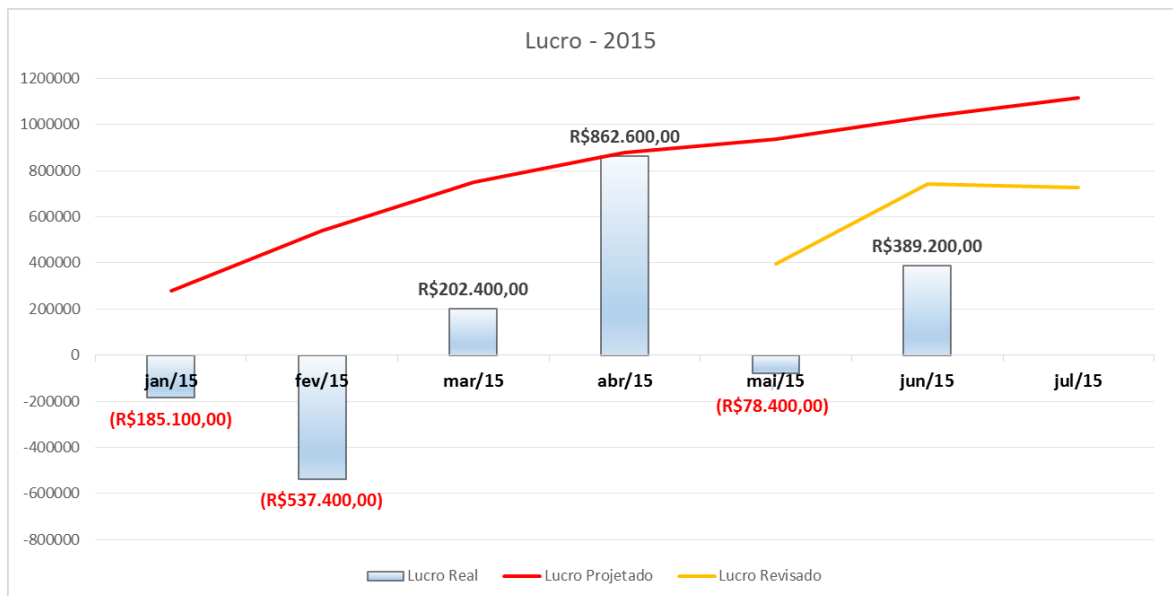 Lucro - 2015
1200000
1000000
800000
600000
400000
200000
0
-200000
-400000
-600000
-800000
R$862.600,00
R$389.200,00
R$202.400,00
jan/15 fev/15 mar/15 abr/15 mai/15 jun/15 jul/15
(R$185.100,00)
(R$78.400,00)
(R$537.400,00)
Lucro Real Lucro Projetado Lucro Revisado